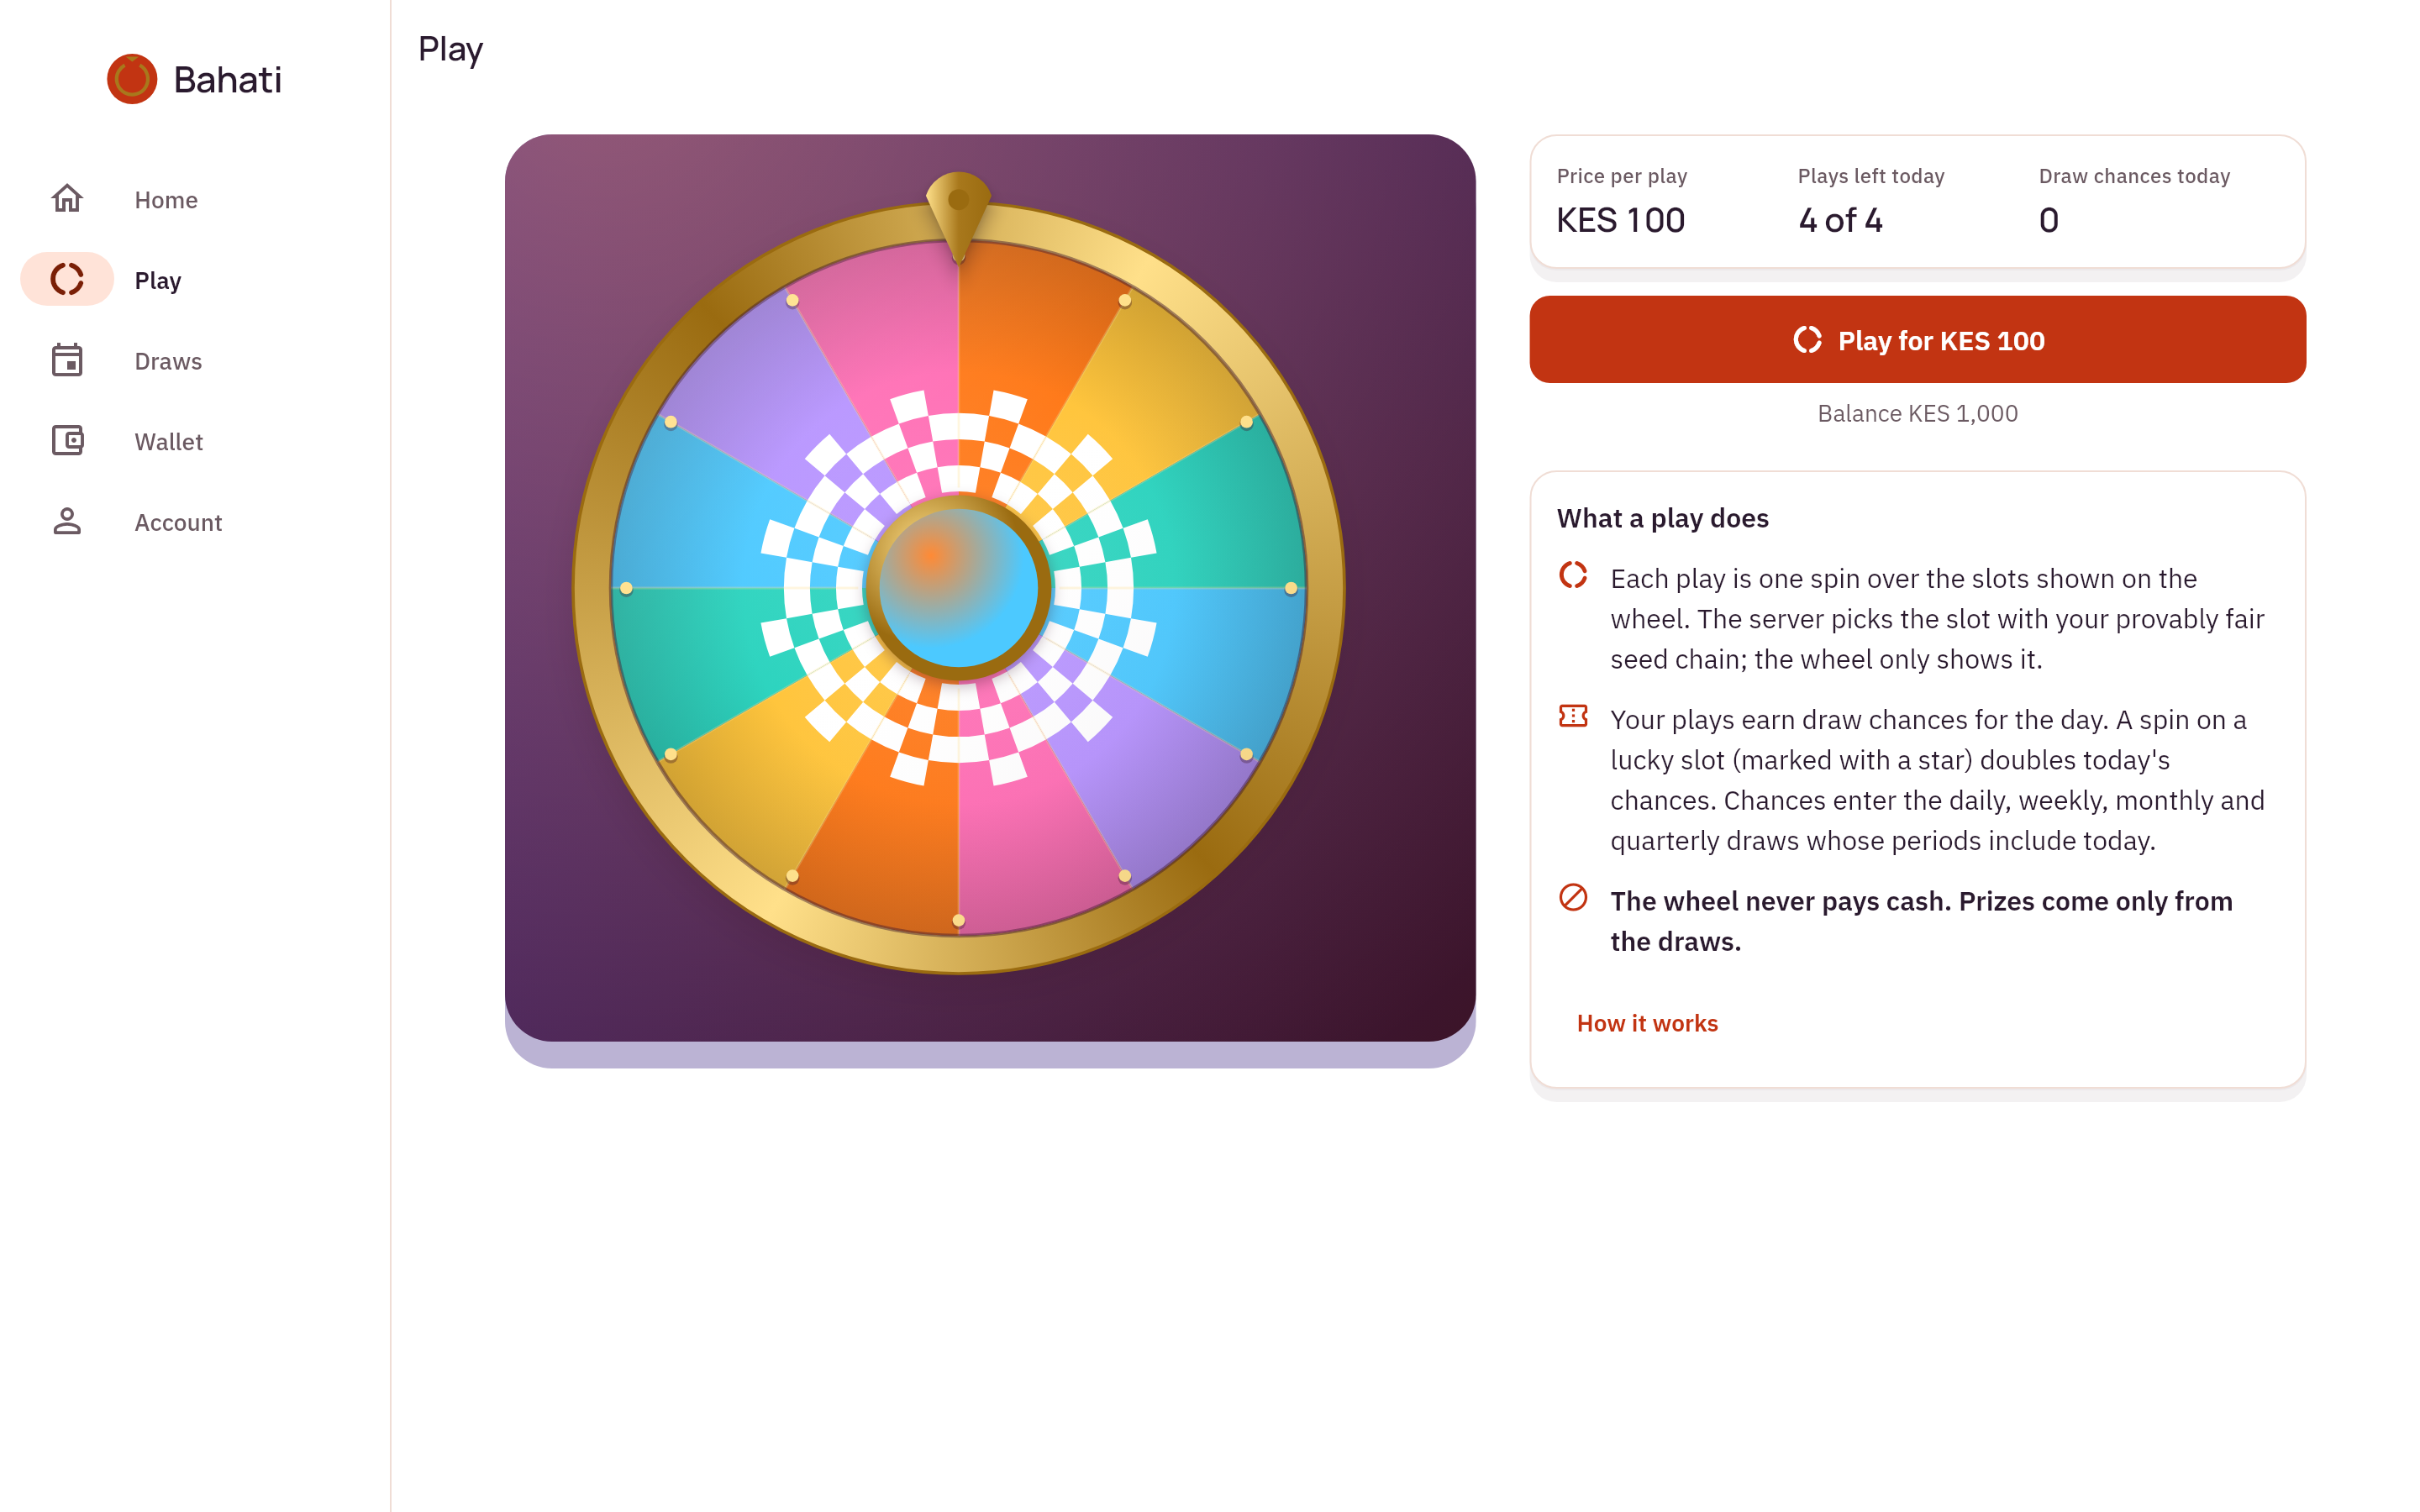 Bahati
Home
Play
Draws
Wallet
Account
Play
Price per play
KES 100
Plays left today
4 of 4
Draw chances today
0
Play for KES 100
Balance KES 1,000
What a play does
Each play is one spin over the slots shown on the
wheel. The server picks the slot with your provably fair
seed chain; the wheel only shows it.
Your plays earn draw chances for the day. A spin on a
lucky slot (marked with a star) doubles today's
chances. Chances enter the daily, weekly, monthly and
quarterly draws whose periods include today.
The wheel never pays cash. Prizes come only from
the draws.
How it works